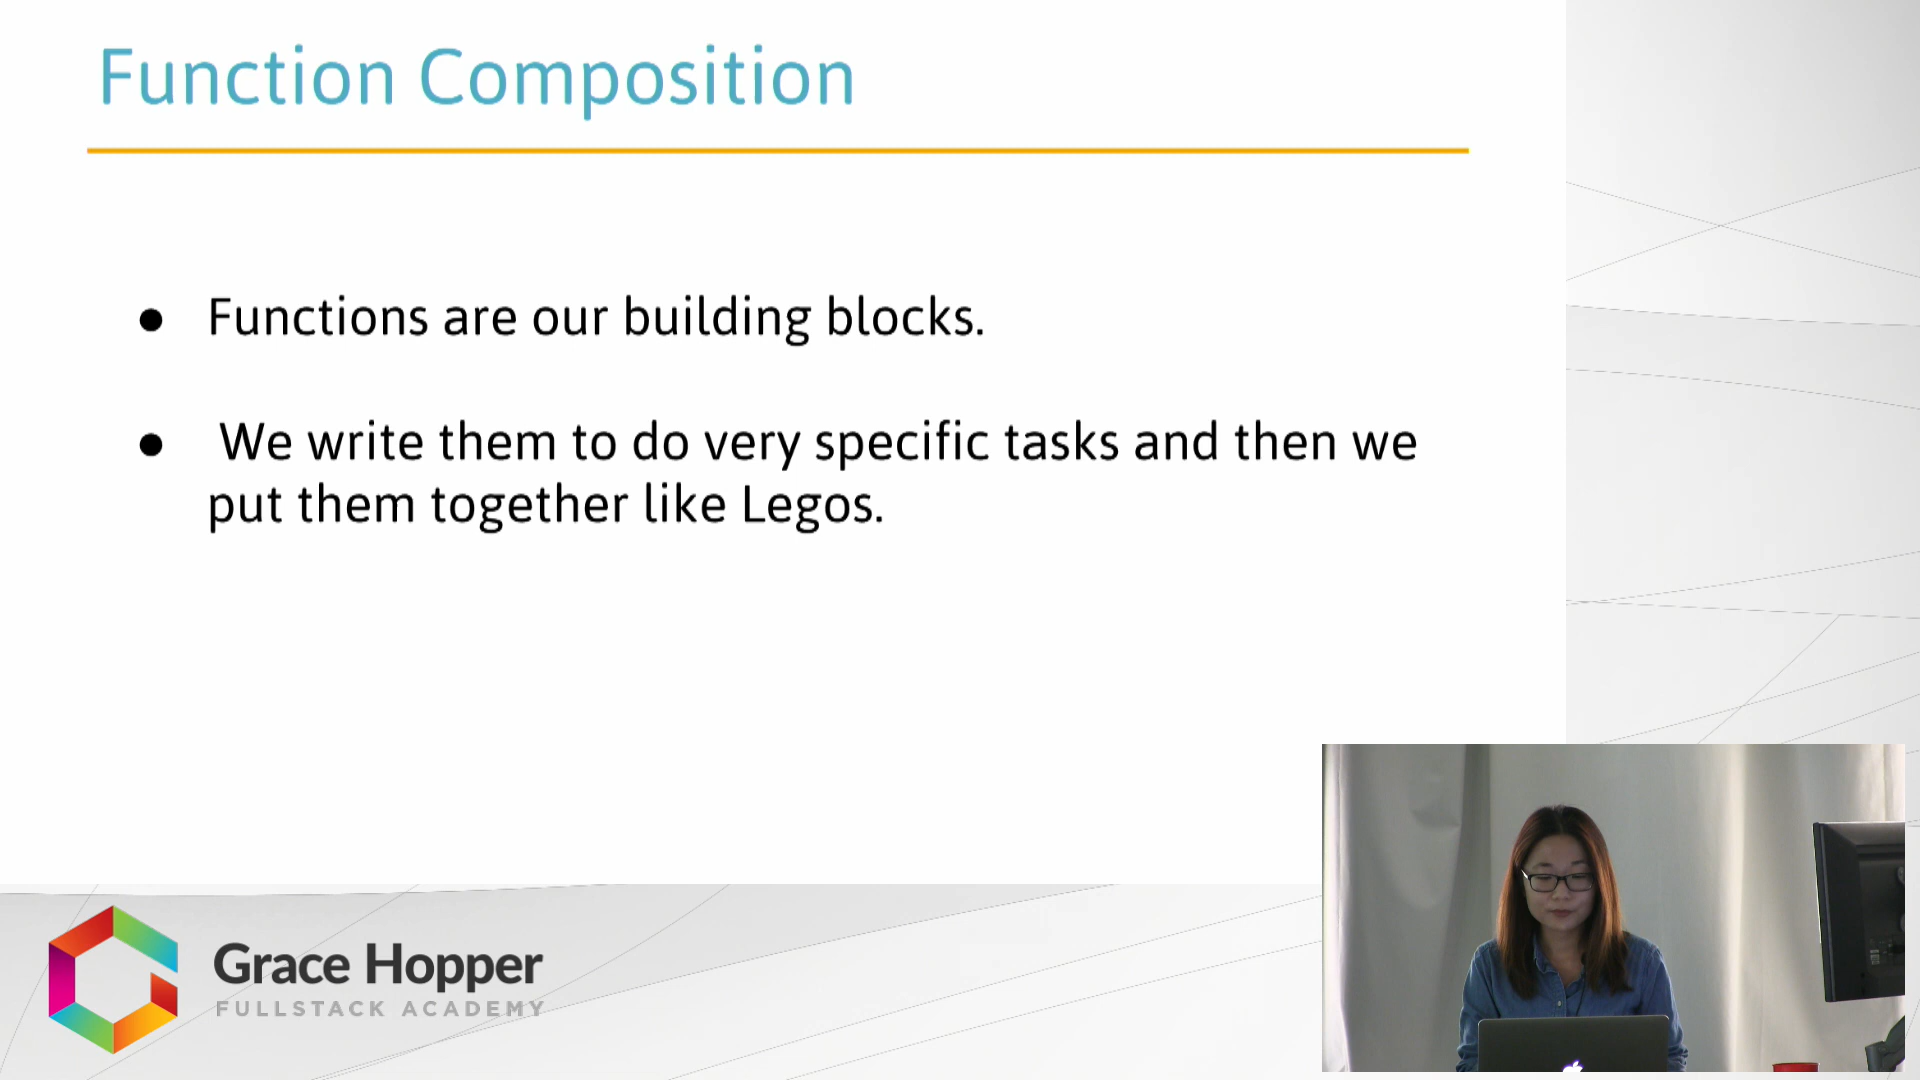 Function Composition
● Functions are our building blocks.
● We write them to do very specific tasks and then we
put them together like Legos.
Grace Hopper
FULLSTACK ACADEMY